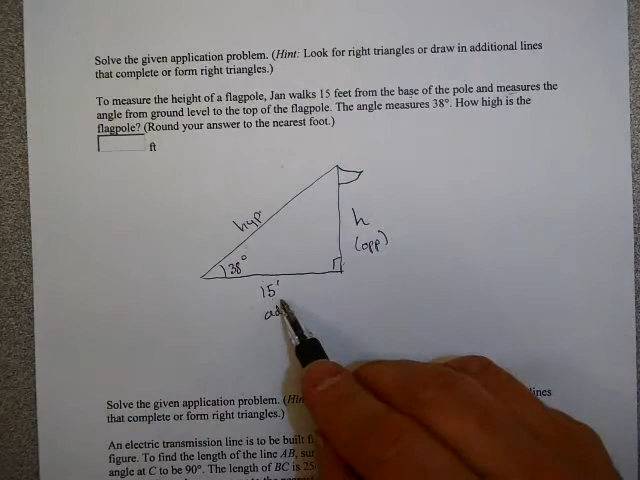 Solve the given application problem. (Hint: Look for right triangles or draw in additional lines
that complete or form right triangles.)
To measure the height of a flagpole, Jan walks 15 feet from the base of the pole and measures the
angle from ground level to the top of the flagpole. The angle measures 38°. How high is the
flagpole? (Round your answer to the nearest foot.)
ft
hyp
h
(opp)
38°
15'
Solve the given application problem. lines
that complete or form right triangles.)
An electric transmission line is to be built
figure. To find the length of the line AB,
angle at C to be 90°. The length of BC is